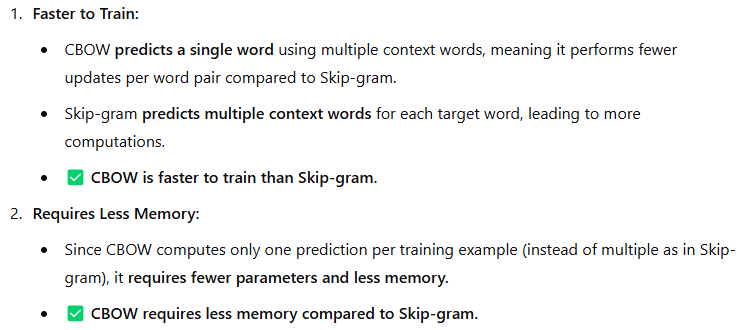 1. Faster to Train:
• CBOW predicts a single word using multiple context words, meaning it performs fewer
updates per word pair compared to Skip-gram.
• Skip-gram predicts multiple context words for each target word, leading to more
computations.
• ✅ CBOW is faster to train than Skip-gram.
2. Requires Less Memory:
• Since CBOW computes only one prediction per training example (instead of multiple as in Skip-
gram), it requires fewer parameters and less memory.
• ✅ CBOW requires less memory compared to Skip-gram.